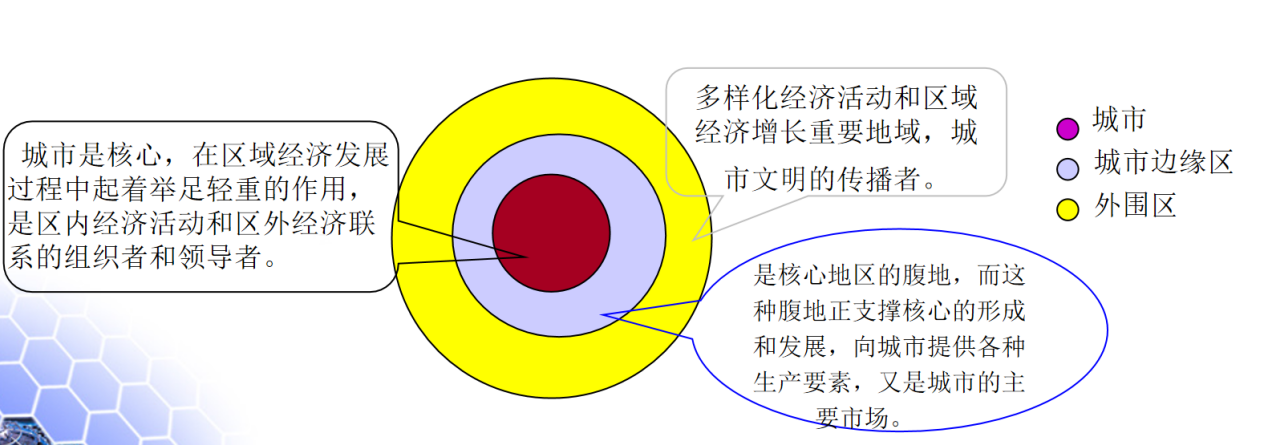 城市是核心，在区域经济发展
过程中起着举足轻重的作用，
是区内经济活动和区外经济联
系的组织者和领导者。
多样化经济活动和区域
经济增长重要地域，城
市文明的传播者。
城市
城市边缘区
外围区
是核心地区的腹地，而这
种腹地正支撑核心的形成
和发展，向城市提供各种
生产要素，又是城市的主
要市场。